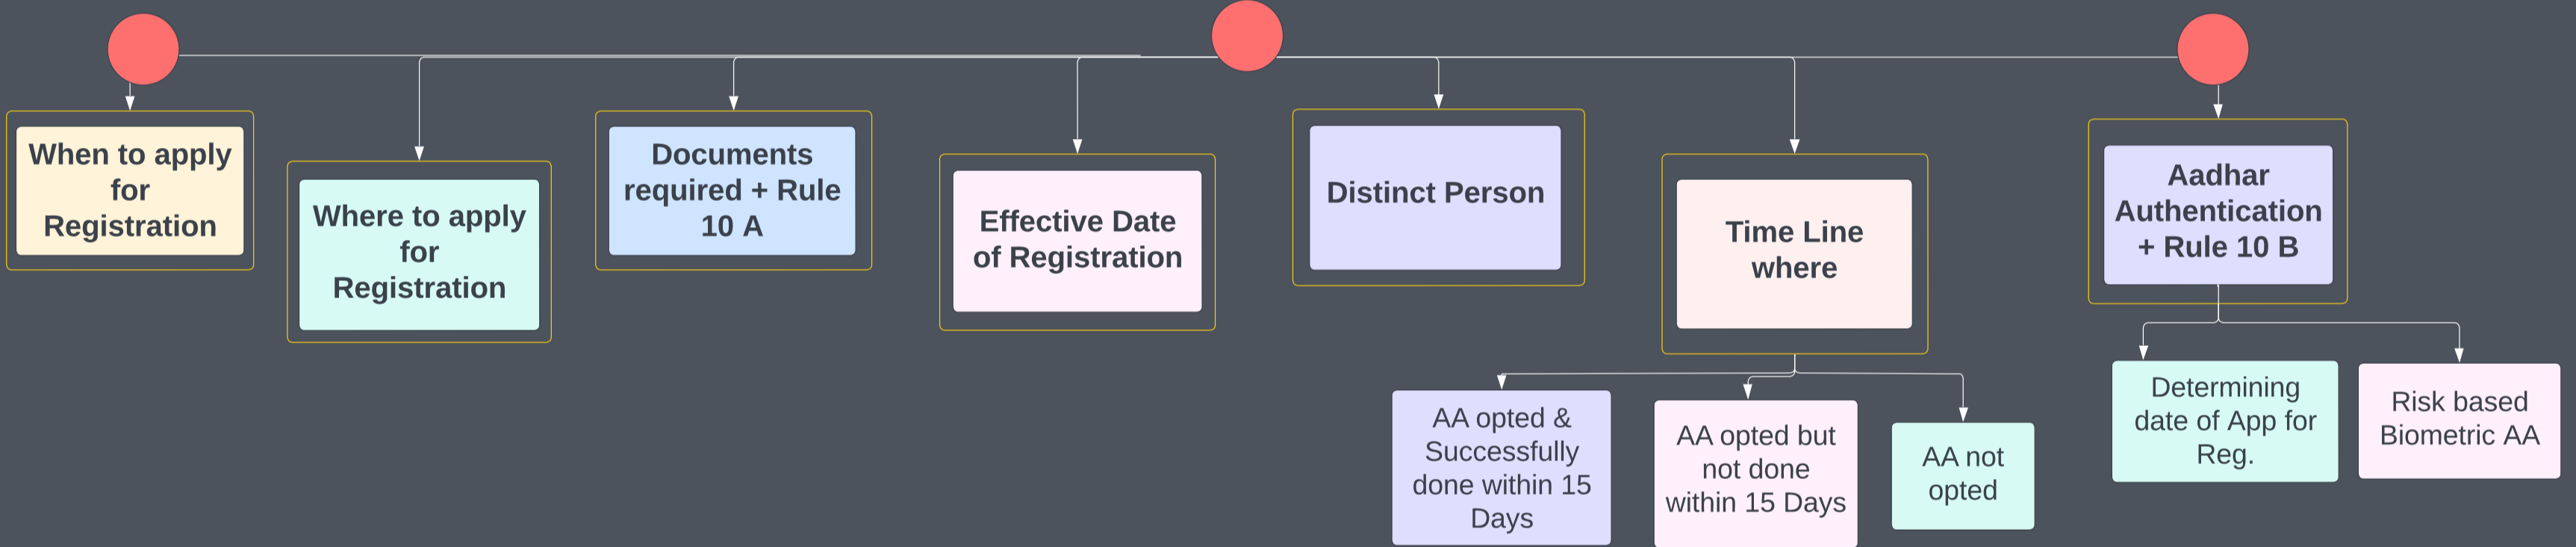 When to apply
for
Registration
Where to apply
for
Registration
Documents
required + Rule
10 A
Effective Date
of Registration
Distinct Person
Time Line
where
Aadhar
Authentication
+ Rule 10 B
AA opted &
Successfully
done within 15
Days
AA opted but
not done
within 15 Days
AA not
opted
Determining
date of App for
Reg.
Risk based
Biometric AA